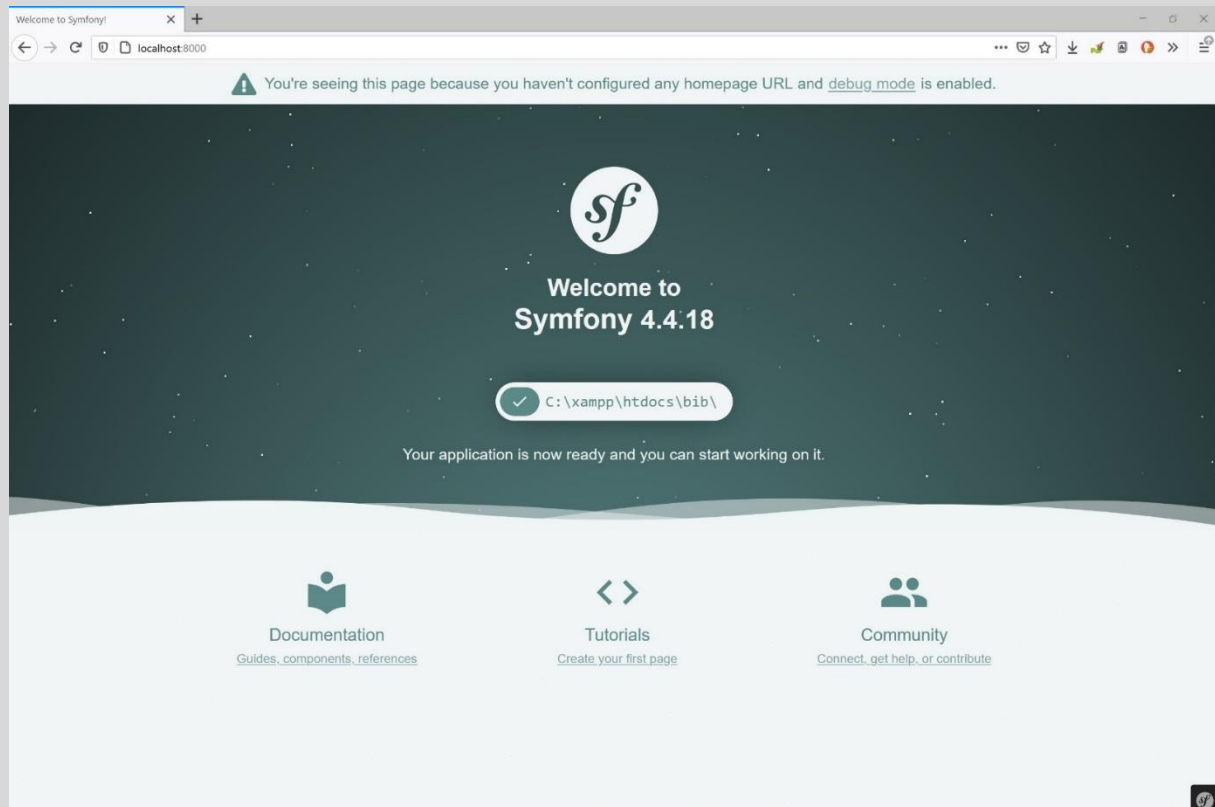 Welcome to Symfony!
localhost:8000
You're seeing this page because you haven't configured any homepage URL and debug mode is enabled.
sf
Welcome to
Symfony 4.4.18
C:\xampp\htdocs\bib\
Your application is now ready and you can start working on it.
Documentation
Tutorials
Community
Guides, components, references
Create your first page
Connect, get help, or contribute
sf